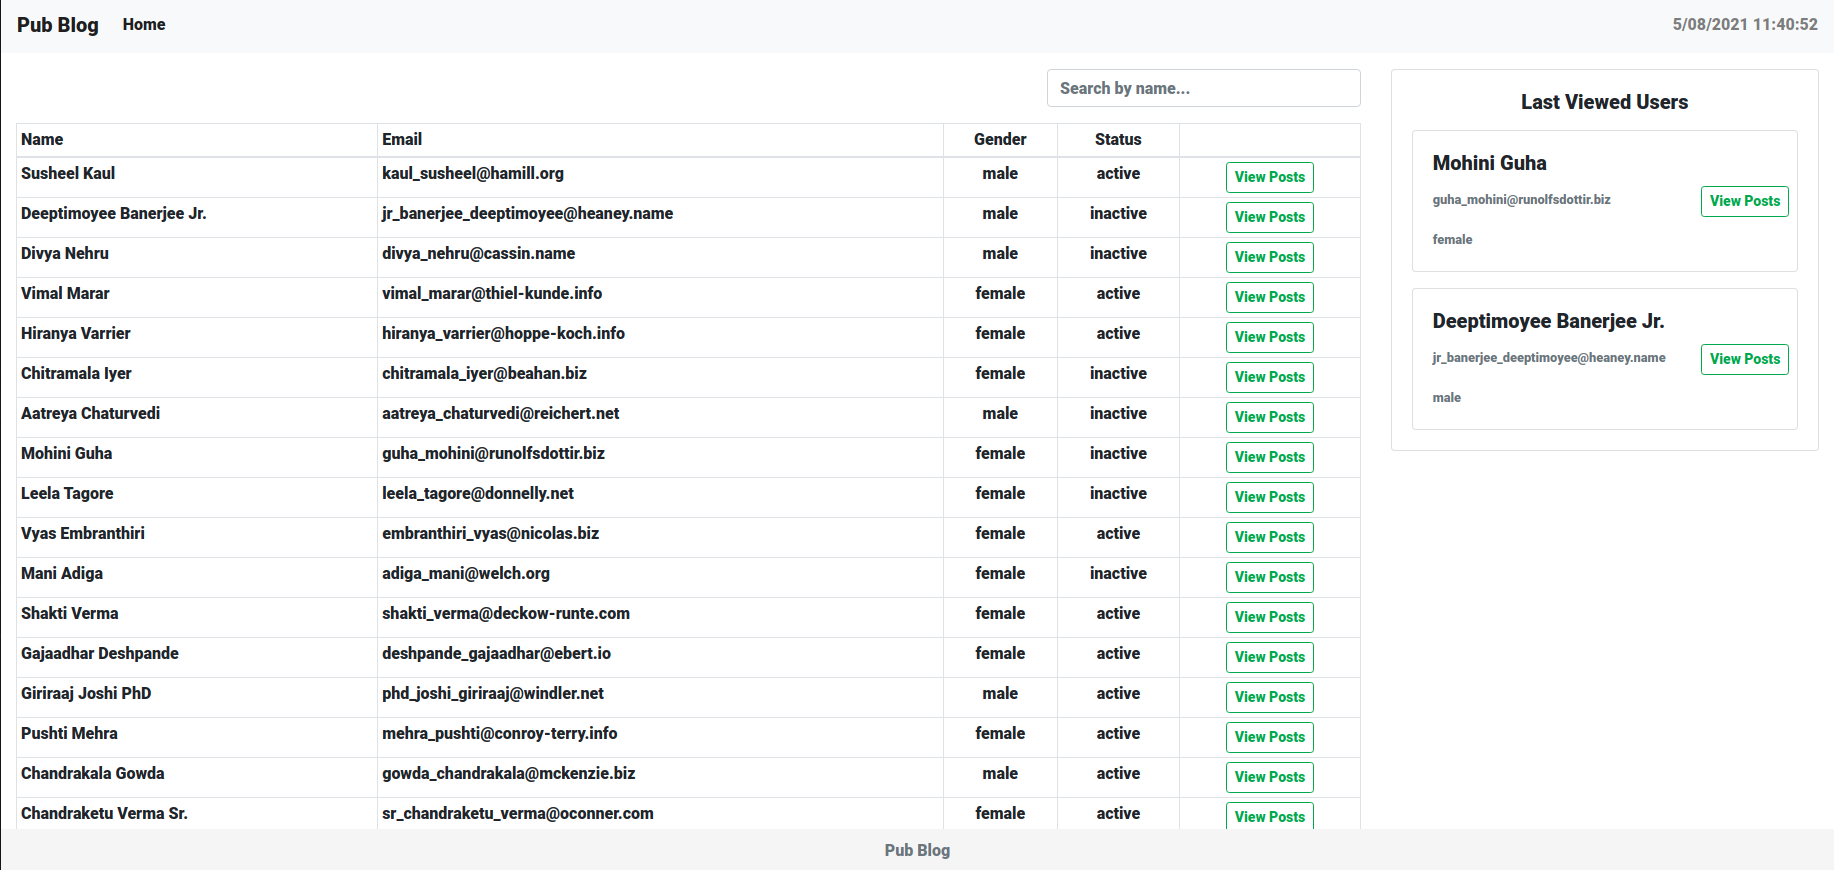 Pub Blog Home 5/08/2021 11:40:52
Search by name...
Name Email Gender Status
Susheel Kaul kaul_susheel@hamill.org male active View Posts
Deeptimoyee Banerjee Jr. jr_banerjee_deeptimoyee@heaney.name male inactive View Posts
Divya Nehru divya_nehru@cassin.name male inactive View Posts
Vimal Marar vimal_marar@thiel-kunde.info female active View Posts
Hiranya Varrier hiranya_varrier@hoppe-koch.info female active View Posts
Chitramala Iyer chitramala_iyer@beahan.biz female inactive View Posts
Aatreya Chaturvedi aatreya_chaturvedi@reichert.net male inactive View Posts
Mohini Guha guha_mohini@runolfsdottir.biz female inactive View Posts
Leela Tagore leela_tagore@donnelly.net female inactive View Posts
Vyas Embranthiri embranthiri_vyas@nicolas.biz female active View Posts
Mani Adiga adiga_mani@welch.org female inactive View Posts
Shakti Verma shakti_verma@deckow-runte.com female active View Posts
Gajaadhar Deshpande deshpande_gajaadhar@ebert.io female active View Posts
Giriraaj Joshi PhD phd_joshi_giriraaj@windler.net male active View Posts
Pushti Mehra mehra_pushti@conroy-terry.info female active View Posts
Chandrakala Gowda gowda_chandrakala@mckenzie.biz male active View Posts
Chandraketu Verma Sr. sr_chandraketu_verma@oconner.com female active View Posts
Last Viewed Users
Mohini Guha
guha_mohini@runolfsdottir.biz View Posts
female
Deeptimoyee Banerjee Jr.
jr_banerjee_deeptimoyee@heaney.name View Posts
male
Pub Blog